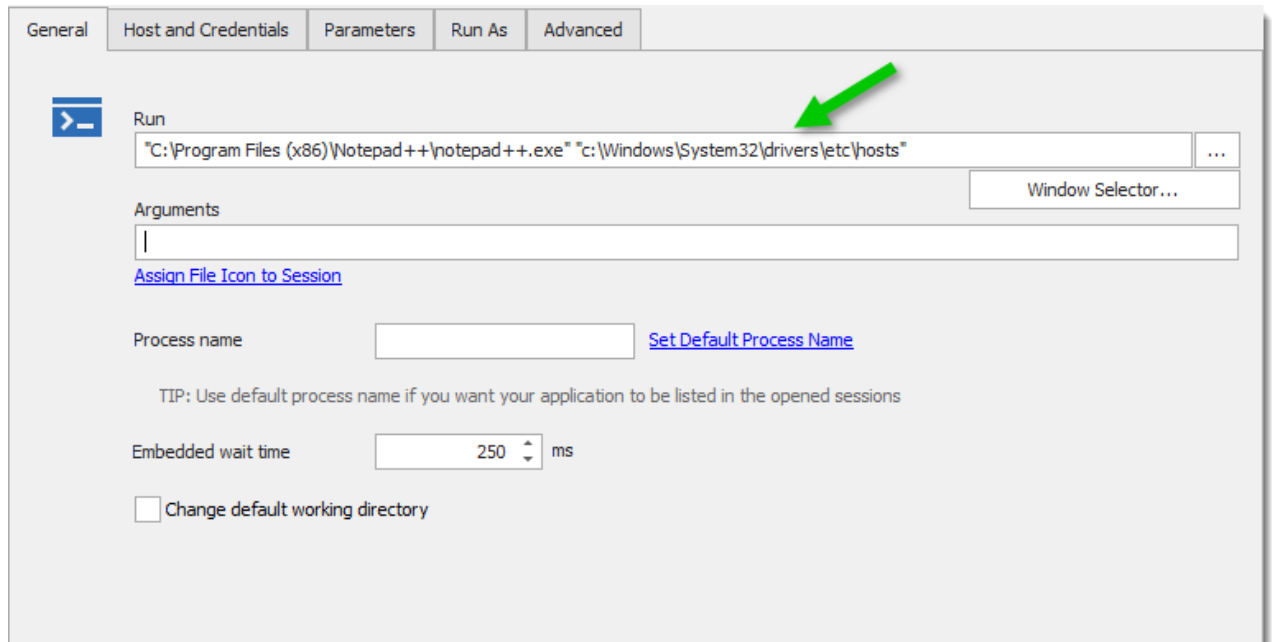 General Host and Credentials Parameters Run As Advanced
Run
"C:\Program Files (x86)\Notepad++\notepad++.exe" "c:\Windows\System32\drivers\etc\hosts" ...
Window Selector...
Arguments
Assign File Icon to Session
Process name Set Default Process Name
TIP: Use default process name if you want your application to be listed in the opened sessions
Embedded wait time 250 ms
Change default working directory